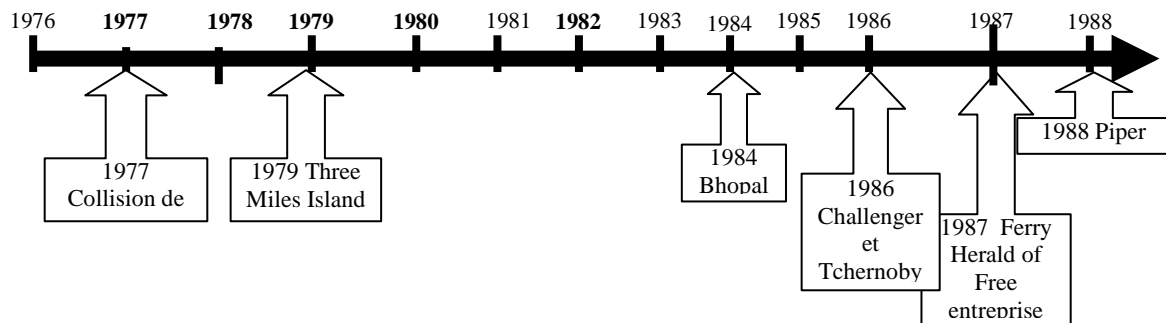 1976 1977 1978 1979 1980 1981 1982 1983 1984 1985 1986 1987 1988
1977
Collision de
1979 Three
Miles Island
1984
Bhopal
1986
Challenger
et
Tchernoby
1987 Ferry
Herald of
Free
entreprise
1988 Piper